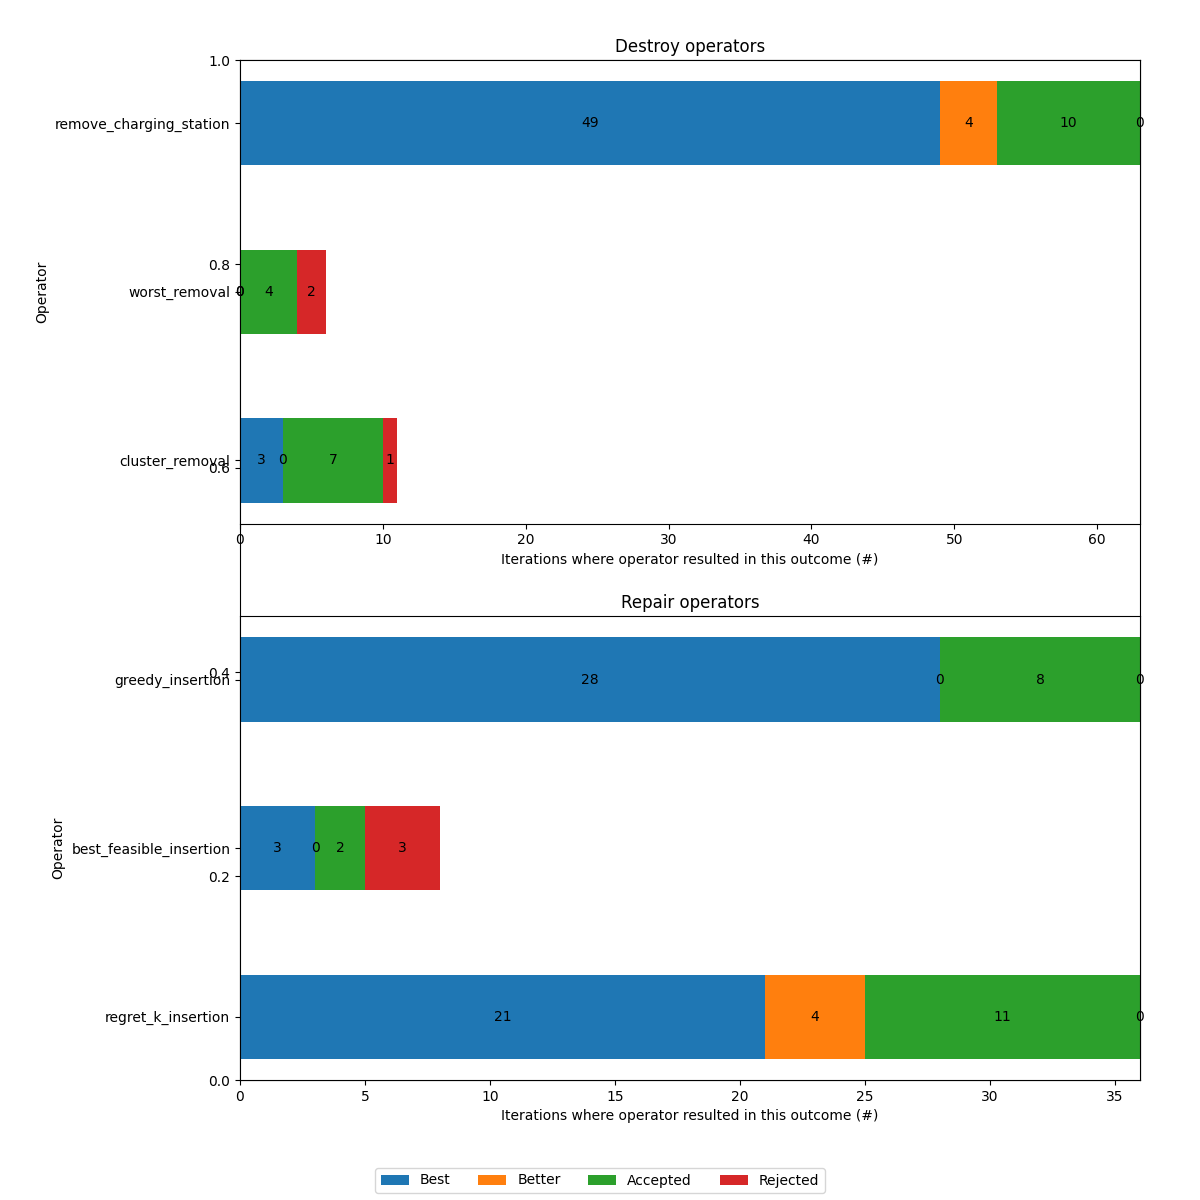 Destroy operators
1.0
remove_charging_station
49 4 10 0
0.8
worst_removal
0 0 4 2
Operator
cluster_removal
3 0 7 1
0.6
0 10 20 30 40 50 60
Iterations where operator resulted in this outcome (#)
Repair operators
0.4
greedy_insertion
28 0 8 0
best_feasible_insertion
3 0 2 3
Operator
0.2
regret_k_insertion
21 4 11 0
0.0
0 5 10 15 20 25 30 35
Iterations where operator resulted in this outcome (#)
Best Better Accepted Rejected